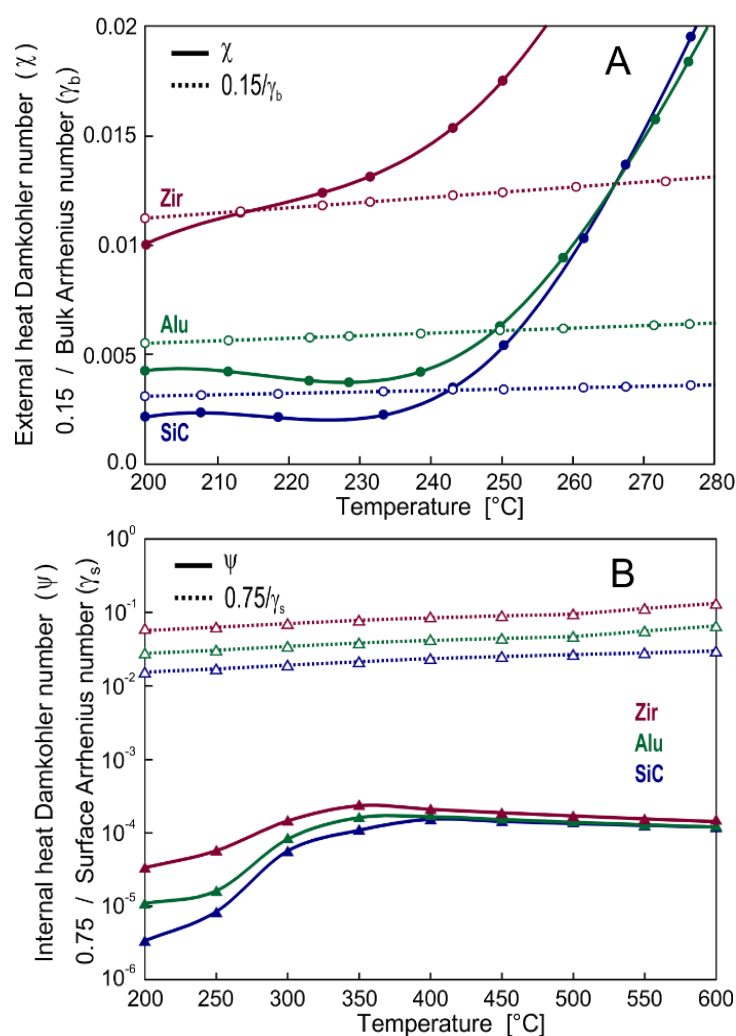 External heat Damkohler number (χ)
0.15 / Bulk Arrhenius number (γb)
0.02
0.015
0.01
0.005
0.0
χ
0.15/γb
A
Zir
Alu
SiC
200 210 220 230 240 250 260 270 280
Temperature [°C]
Internal heat Damkohler number (ψ)
0.75 / Surface Arrhenius number (γs)
10^0
10^-1
10^-2
10^-3
10^-4
10^-5
10^-6
ψ
0.75/γs
B
Zir
Alu
SiC
200 250 300 350 400 450 500 550 600
Temperature [°C]